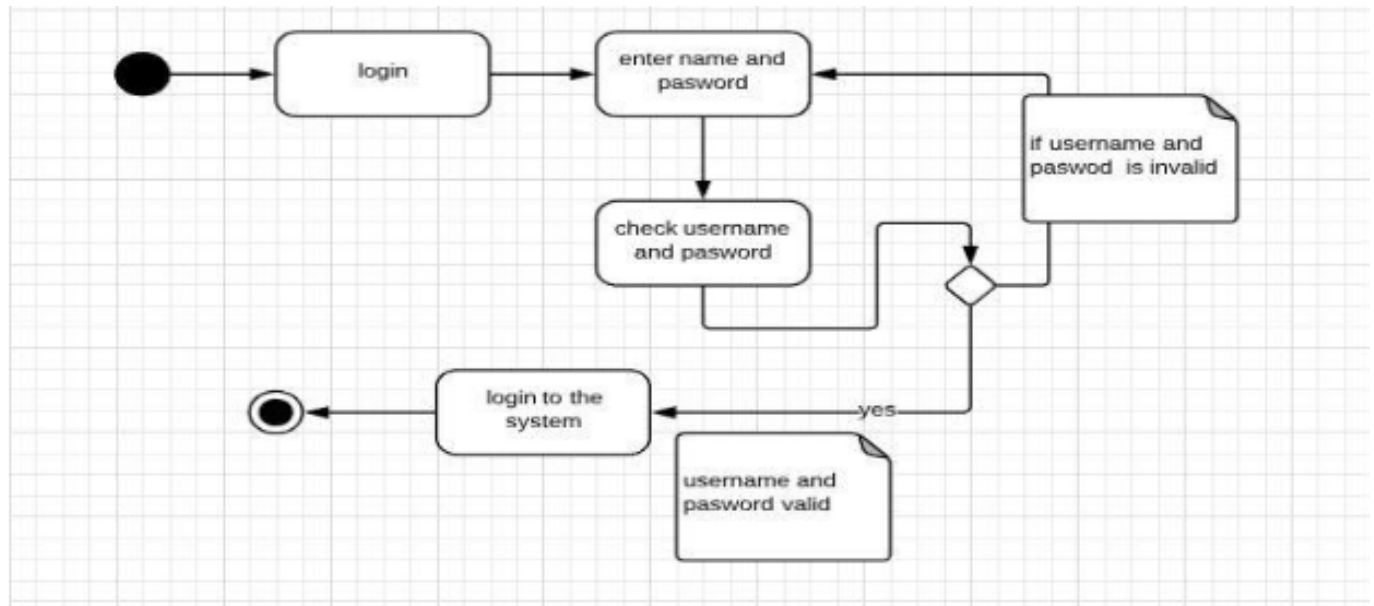 login
enter name and
pasword
if username and
paswod is invalid
check username
and pasword
login to the
system
yes
username and
pasword valid